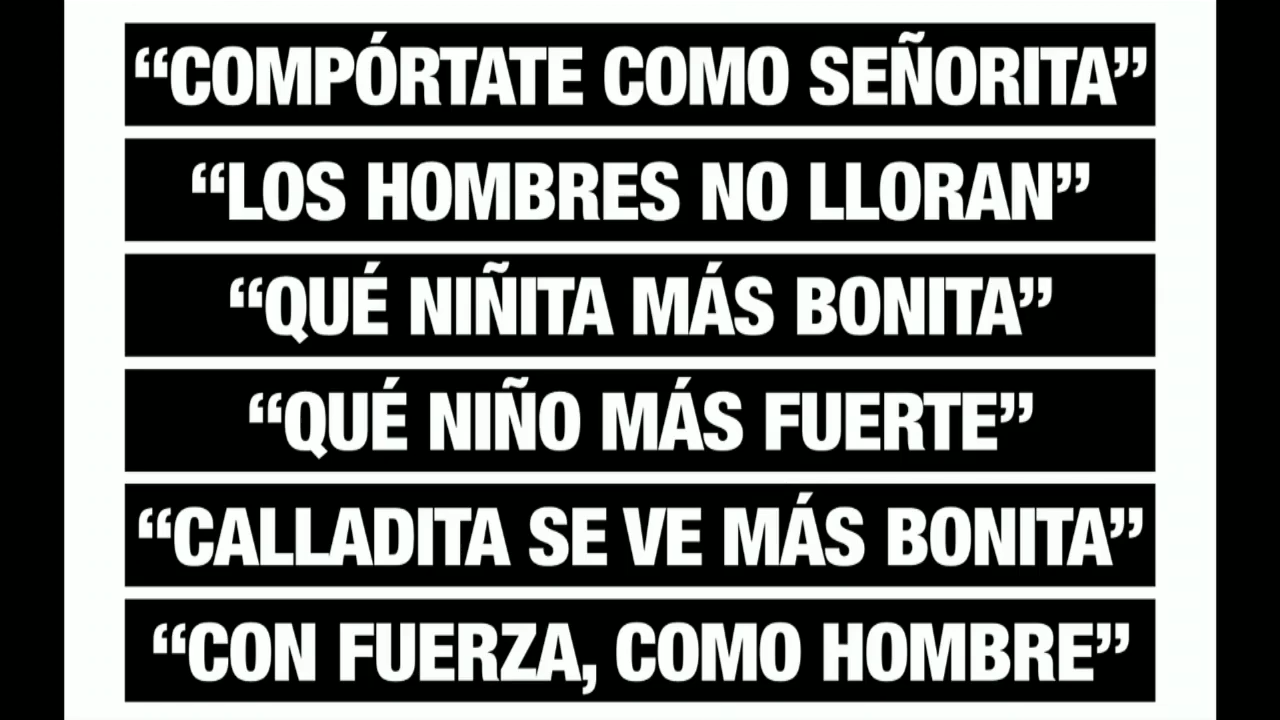 “COMPÓRTATE COMO SEÑORITA”
“LOS HOMBRES NO LLORAN”
“QUÉ NIÑITA MÁS BONITA”
“QUÉ NIÑO MÁS FUERTE”
“CALLADITA SE VE MÁS BONITA”
“CON FUERZA, COMO HOMBRE”